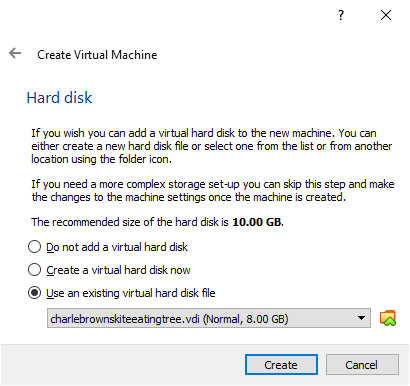 ?
Create Virtual Machine
Hard disk
If you wish you can add a virtual hard disk to the new machine. You can
either create a new hard disk file or select one from the list or from another
location using the folder icon.
If you need a more complex storage set-up you can skip this step and make
the changes to the machine settings once the machine is created.
The recommended size of the hard disk is 10.00 GB.
Do not add a virtual hard disk
Create a virtual hard disk now
Use an existing virtual hard disk file
charlebrownskiteeatingtree.vdi (Normal, 8.00 GB)
Create
Cancel